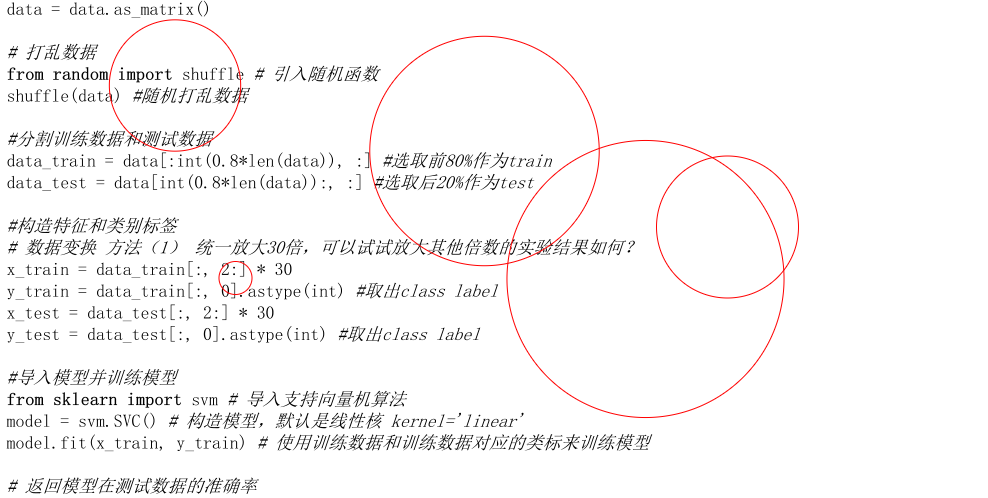 data = data.as_matrix()
# 打乱数据
from random import shuffle # 引入随机函数
shuffle(data) #随机打乱数据
#分割训练数据和测试数据
data_train = data[:int(0.8*len(data)), :] #选取前80%作为train
data_test = data[int(0.8*len(data)):, :] #选取后20%作为test
#构造特征和类别标签
# 数据变换 方法（1） 统一放大30倍，可以试试放大其他倍数的实验结果如何？
x_train = data_train[:, 2:] * 30
y_train = data_train[:, 0].astype(int) #取出class label
x_test = data_test[:, 2:] * 30
y_test = data_test[:, 0].astype(int) #取出class label
#导入模型并训练模型
from sklearn import svm # 导入支持向量机算法
model = svm.SVC() # 构造模型，默认是线性核 kernel='linear'
model.fit(x_train, y_train) # 使用训练数据和训练数据对应的类标来训练模型
# 返回模型在测试数据的准确率